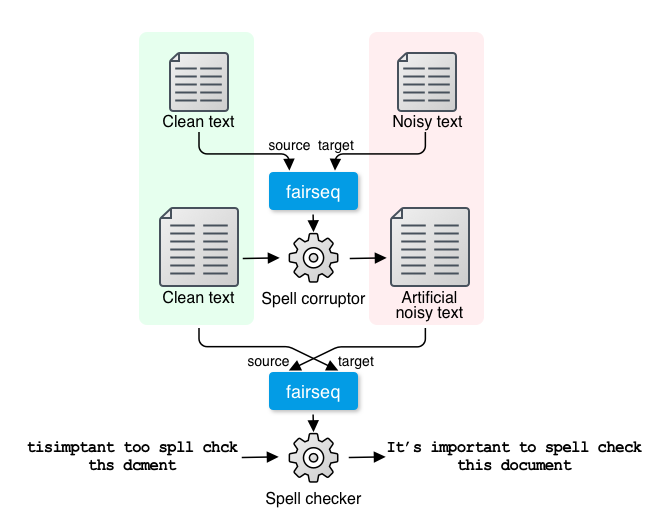 Clean text
Noisy text
source target
fairseq
Clean text
Spell corruptor
Artificial
noisy text
source
target
fairseq
tisimptant too spll chck
ths dcment
It's important to spell check
this document
Spell checker